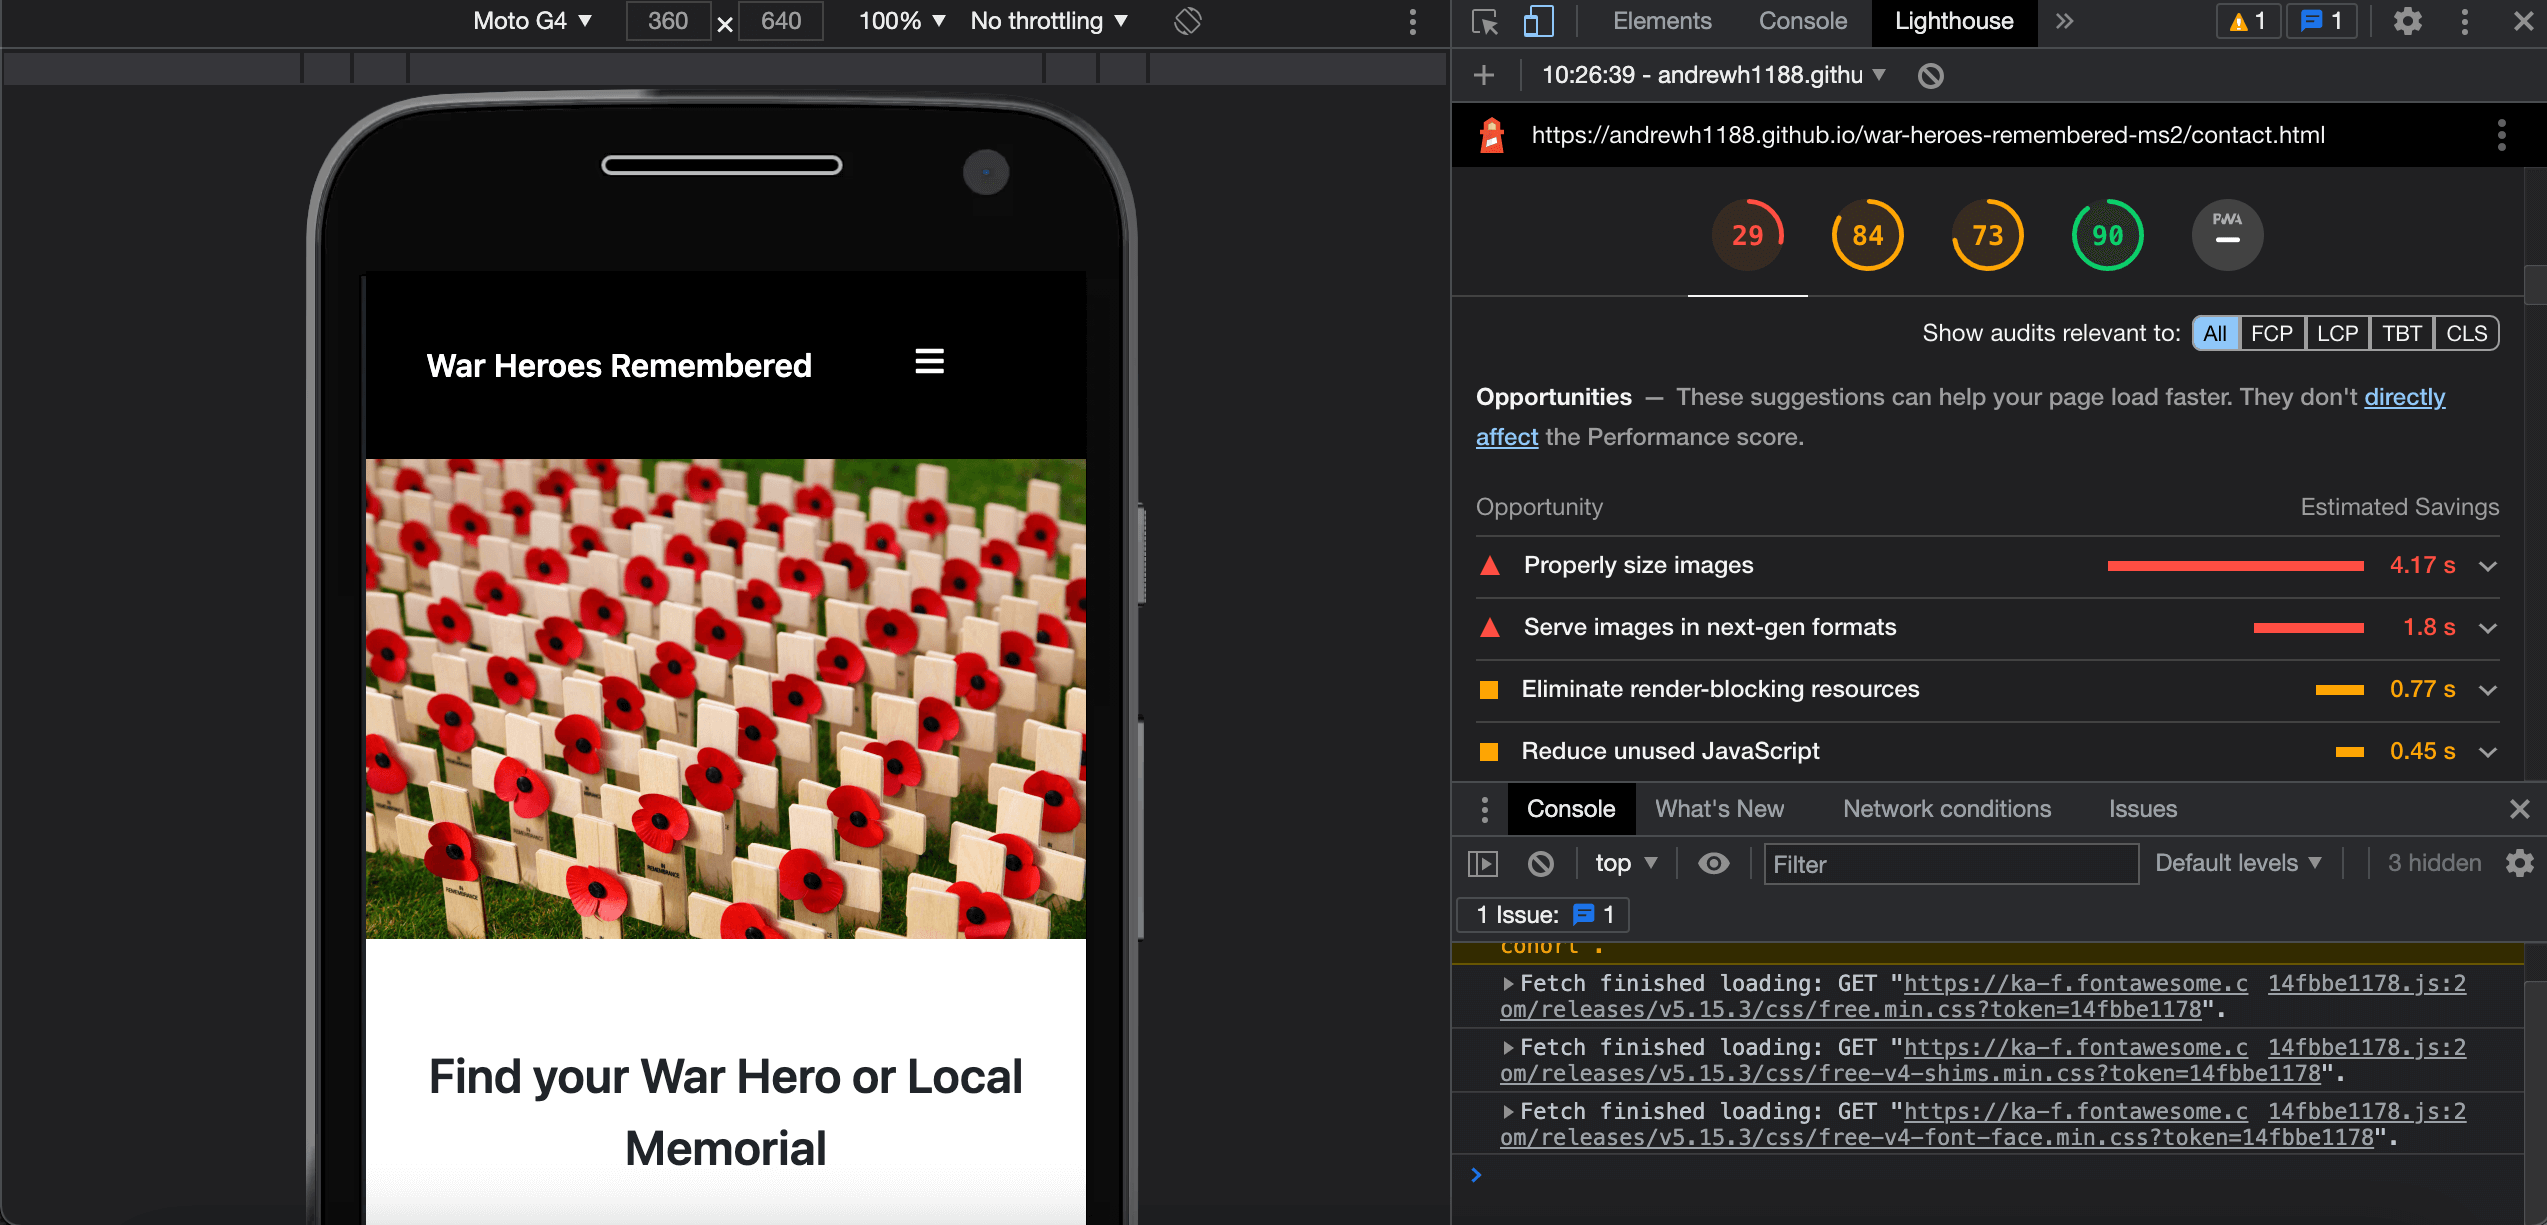 Moto G4 ▼ 360 × 640 100% ▼ No throttling ▼
Elements Console Lighthouse » 1 1
10:26:39 - andrewh1188.githu ▼
https://andrewh1188.github.io/war-heroes-remembered-ms2/contact.html
29 84 73 90 PWA
Show audits relevant to: All FCP LCP TBT CLS
Opportunities — These suggestions can help your page load faster. They don't directly
affect the Performance score.
Opportunity Estimated Savings
Properly size images 4.17 s
Serve images in next-gen formats 1.8 s
Eliminate render-blocking resources 0.77 s
Reduce unused JavaScript 0.45 s
Console What's New Network conditions Issues
top ▼ Filter Default levels ▼ 3 hidden
1 Issue: 1
cohort'.
Fetch finished loading: GET "https://ka-f.fontawesome.c 14fbbe1178.js:2
om/releases/v5.15.3/css/free.min.css?token=14fbbe1178".
Fetch finished loading: GET "https://ka-f.fontawesome.c 14fbbe1178.js:2
om/releases/v5.15.3/css/free-v4-shims.min.css?token=14fbbe1178".
Fetch finished loading: GET "https://ka-f.fontawesome.c 14fbbe1178.js:2
om/releases/v5.15.3/css/free-v4-font-face.min.css?token=14fbbe1178".
War Heroes Remembered
IN
REMEMBRANCE
Find your War Hero or Local
Memorial